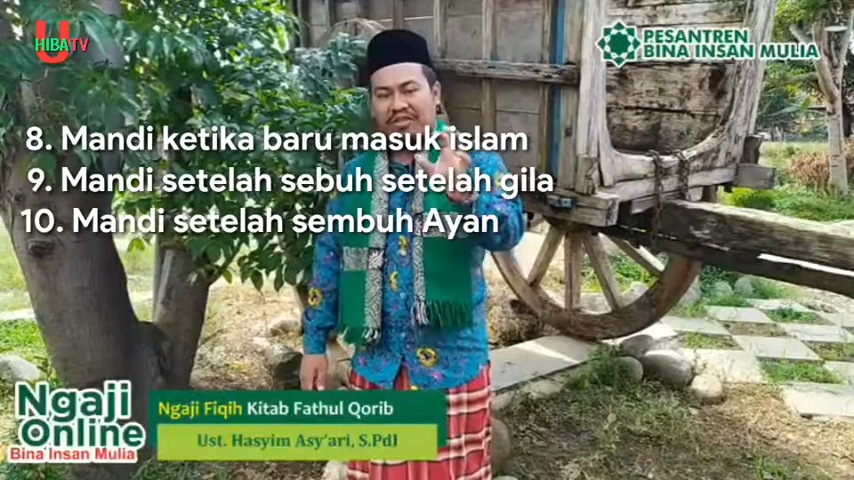 HIBATV
PESANTREN
BINA INSAN MULIA
8. Mandi ketika baru masuk islam
9. Mandi setelah sebuh setelah gila
10. Mandi setelah sembuh Ayan
Ngaji
Online
Bina Insan Mulia
Ngaji Fiqih Kitab Fathul Qorib
Ust. Hasyim Asy'ari, S.PdI